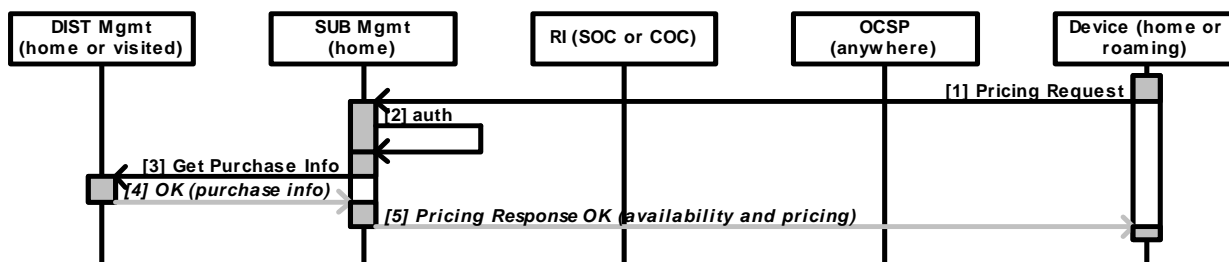 DIST Mgmt
(home or visited)
SUB Mgmt
(home)
RI (SOC or COC)
OCSP
(anywhere)
Device (home or
roaming)
[1] Pricing Request
[2] auth
[3] Get Purchase Info
[4] OK (purchase info)
[5] Pricing Response OK (availability and pricing)